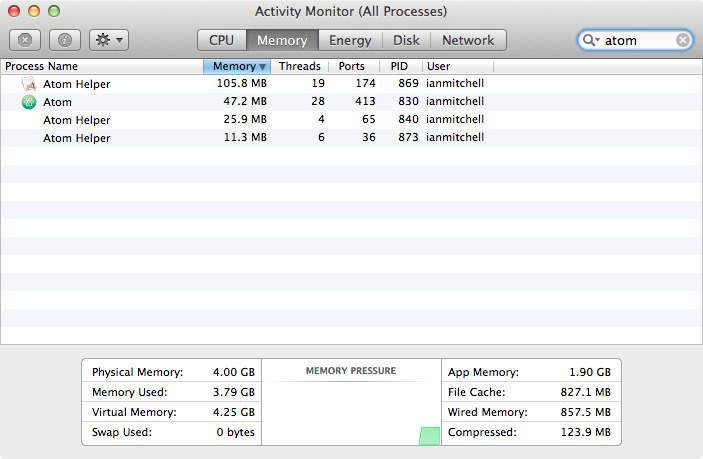 Activity Monitor (All Processes)
CPU Memory Energy Disk Network atom
Process Name Memory Threads Ports PID User
Atom Helper 105.8 MB 19 174 869 ianmitchell
Atom 47.2 MB 28 413 830 ianmitchell
Atom Helper 25.9 MB 4 65 840 ianmitchell
Atom Helper 11.3 MB 6 36 873 ianmitchell
Physical Memory: 4.00 GB MEMORY PRESSURE App Memory: 1.90 GB
Memory Used: 3.79 GB File Cache: 827.1 MB
Virtual Memory: 4.25 GB Wired Memory: 857.5 MB
Swap Used: 0 bytes Compressed: 123.9 MB